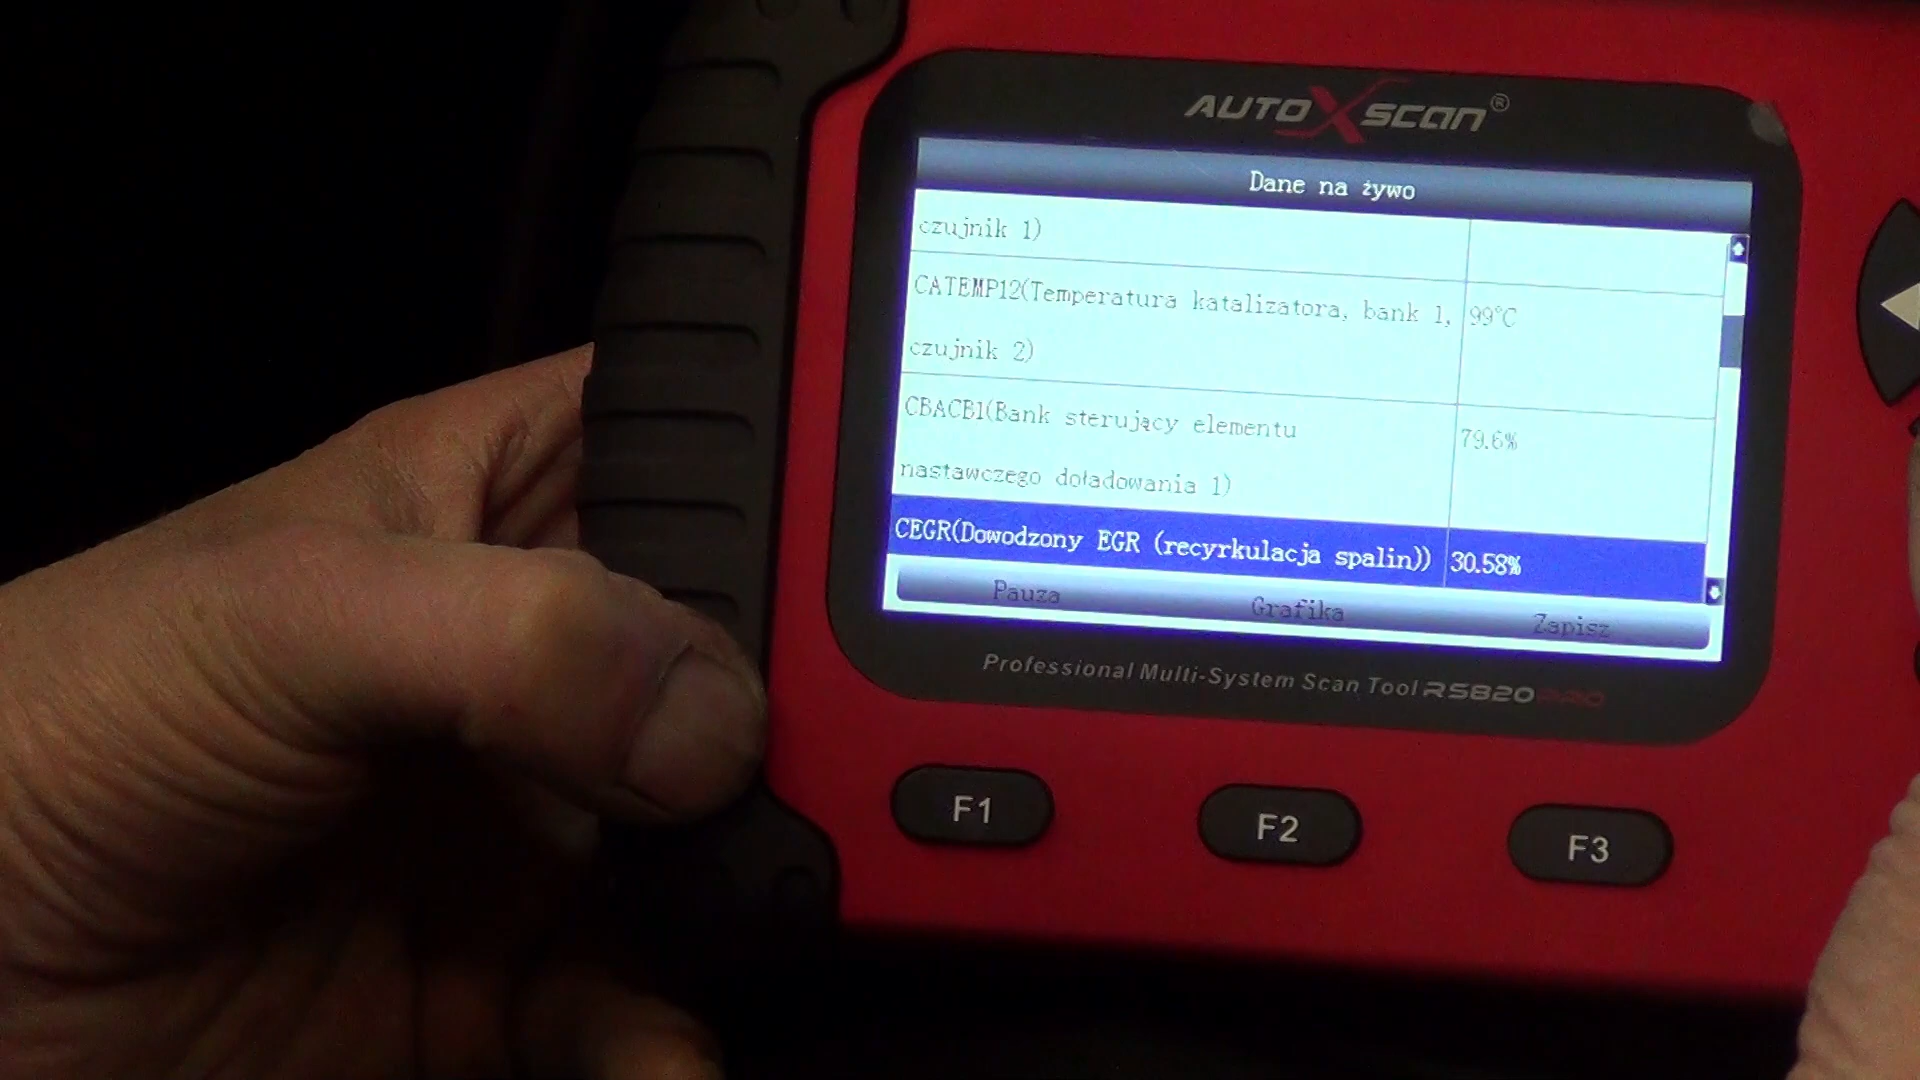 AUTOXSCAN®
Dane na żywo
czujnik 1)
CATEMP12(Temperatura katalizatora, bank 1, 99°C
czujnik 2)
CBACB1(Bank sterujący elementu 79.6%
nastawczego doładowania 1)
CEGR(Dowodzony EGR (recyrkulacja spalin)) 30.58%
Pauza Grafika Zapisz
Professional Multi-System Scan Tool RS820PRO
F1 F2 F3